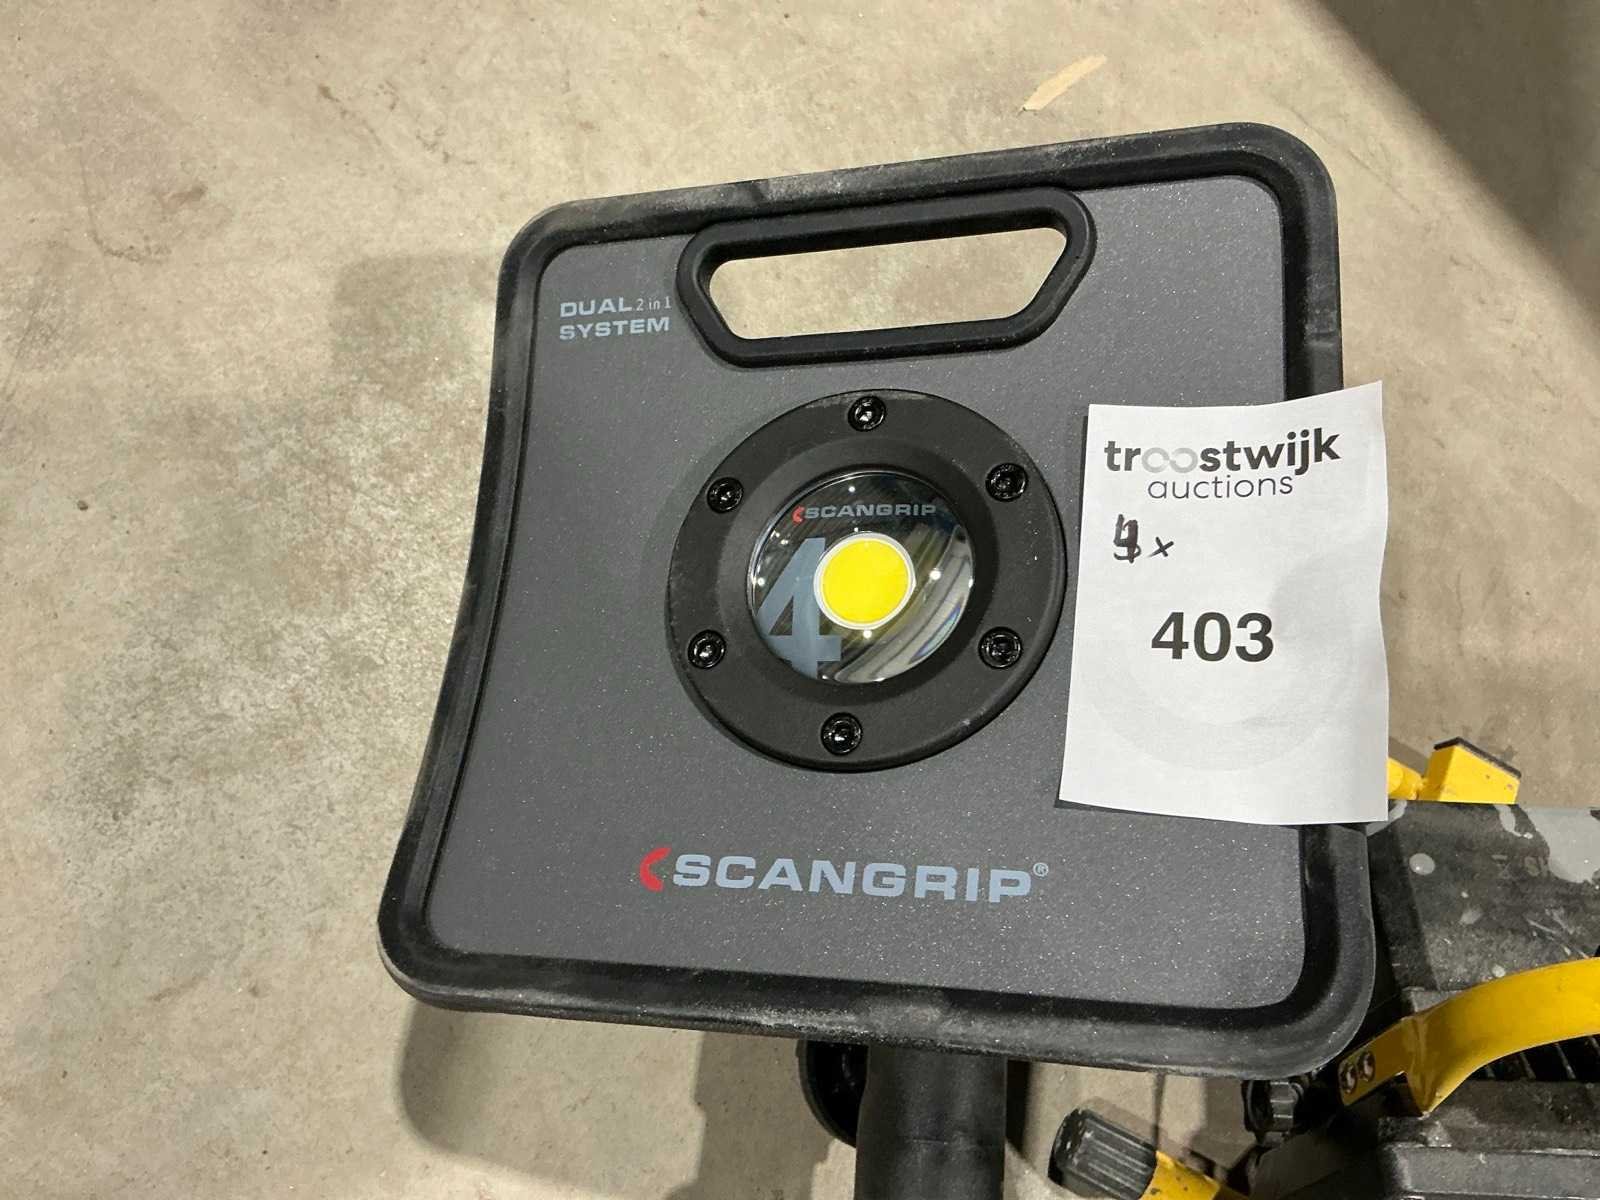 DUAL 2 in 1
SYSTEM
SCANGRIP
4
SCANGRIP®
troostwijk
auctions
x
403